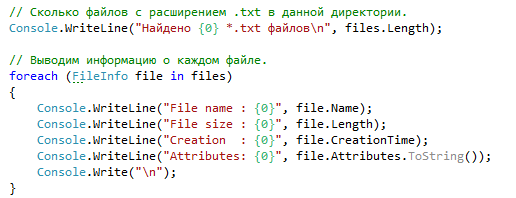 // Сколько файлов с расширением .txt в данной директории.
Console.WriteLine("Найдено {0} *.txt файлов\n", files.Length);

// Выводим информацию о каждом файле.
foreach (FileInfo file in files)
{
    Console.WriteLine("File name : {0}", file.Name);
    Console.WriteLine("File size : {0}", file.Length);
    Console.WriteLine("Creation  : {0}", file.CreationTime);
    Console.WriteLine("Attributes: {0}", file.Attributes.ToString());
    Console.Write("\n");
}